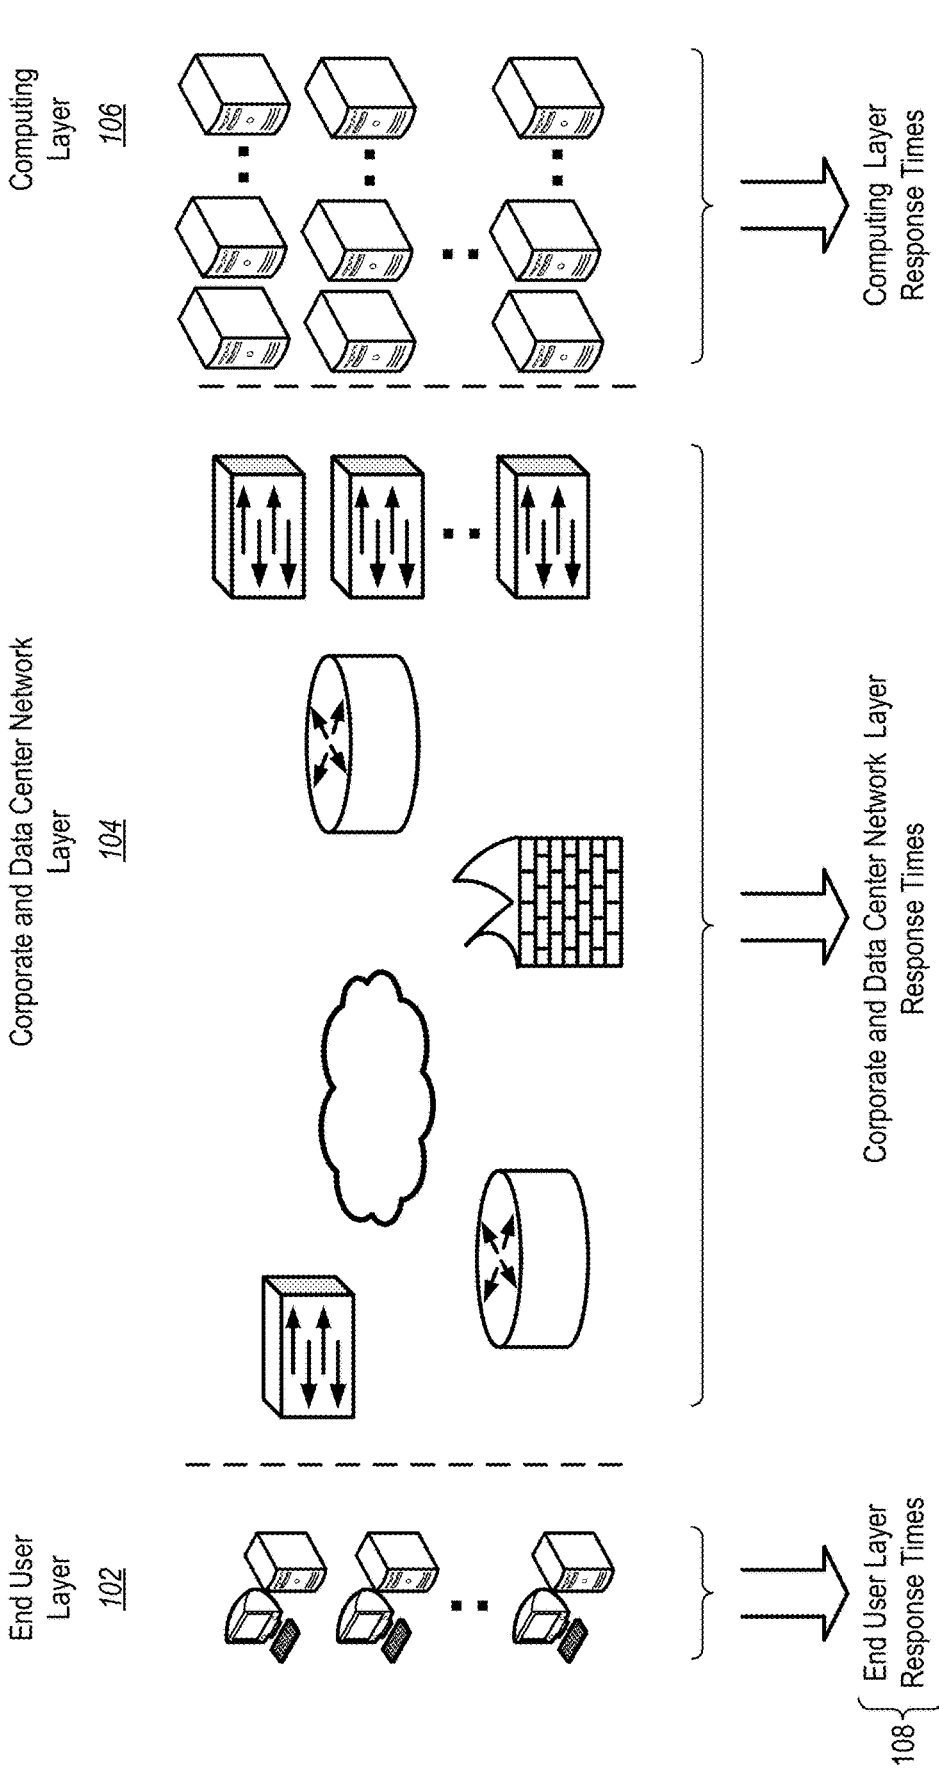 End User
Layer
102
Corporate and Data Center Network
Layer
104
Computing
Layer
106
108
End User Layer
Response Times
Corporate and Data Center Network Layer
Response Times
Computing Layer
Response Times